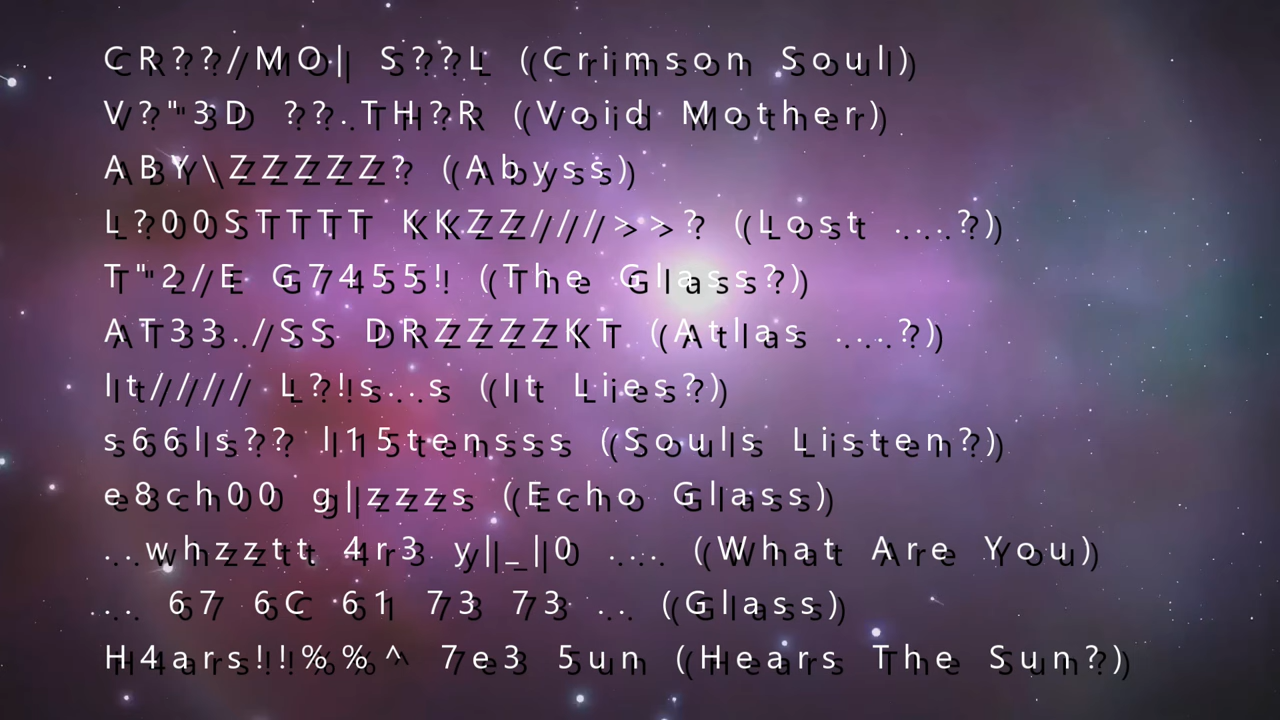 CR??/MO| S??L (Crimson Soul)
V?"3D ??.TH?R (Void Mother)
ABY\ZZZZZ? (Abyss)
L?00STTTT KKZZ///>>? (Lost ....?)
T"2/E G7455! (The Glass?)
AT33./SS DRZZZZKT (Atlas ....?)
It//// L?!s...s (It Lies?)
s66ls?? l15tensss (Souls Listen?)
e8ch00 g|zzzs (Echo Glass)
..whzztt 4r3 y|_|0 .... (What Are You)
... 67 6C 61 73 73 .. (Glass)
H4ars!!%%^ 7e3 5un (Hears The Sun?)